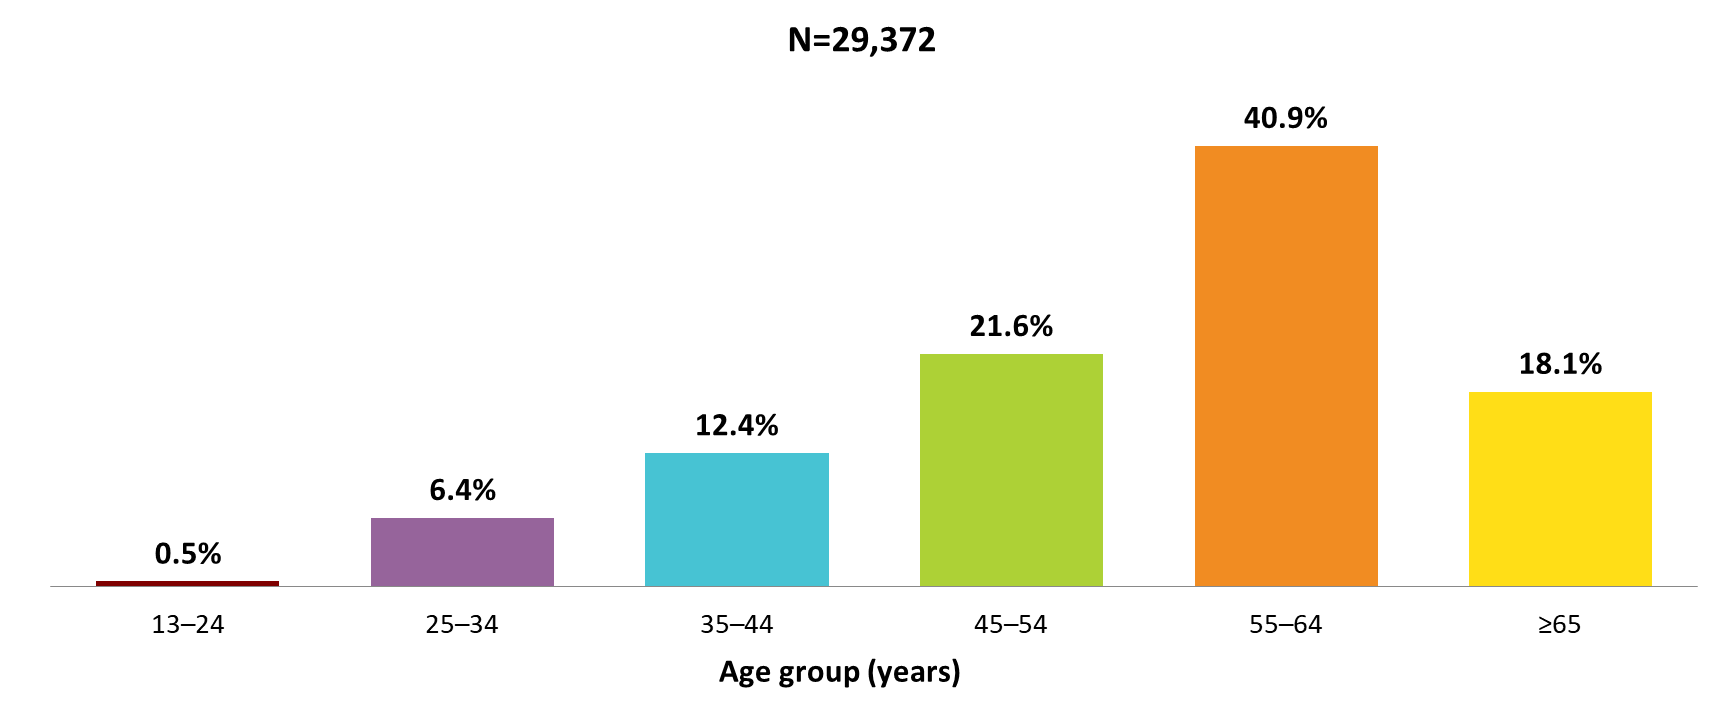 N=29,372
40.9%
21.6%
18.1%
12.4%
6.4%
0.5%
13–24 25–34 35–44 45–54 55–64 ≥65
Age group (years)